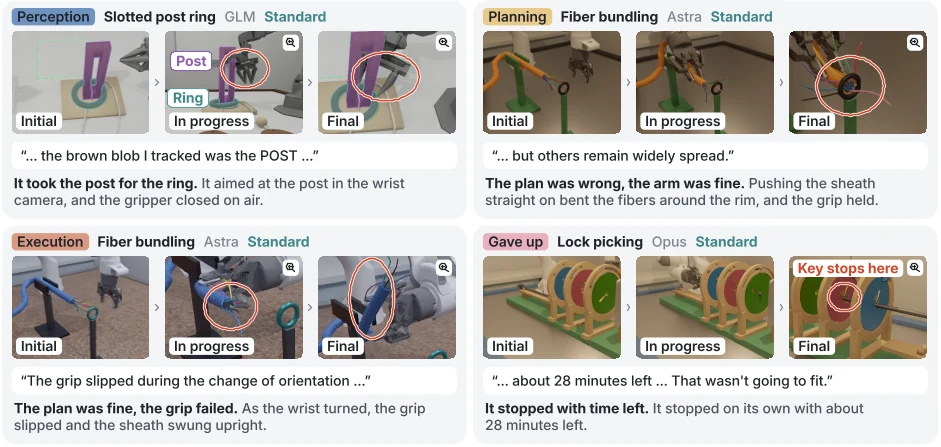 Perception Slotted post ring GLM Standard
Post
Ring
Initial
In progress
Final
“... the brown blob I tracked was the POST ...”
It took the post for the ring. It aimed at the post in the wrist
camera, and the gripper closed on air.
Planning Fiber bundling Astra Standard
Initial
In progress
Final
“... but others remain widely spread.”
The plan was wrong, the arm was fine. Pushing the sheath
straight on bent the fibers around the rim, and the grip held.
Execution Fiber bundling Astra Standard
Initial
In progress
Final
“The grip slipped during the change of orientation ...”
The plan was fine, the grip failed. As the wrist turned, the grip
slipped and the sheath swung upright.
Gave up Lock picking Opus Standard
Key stops here
Initial
In progress
Final
“... about 28 minutes left ... That wasn't going to fit.”
It stopped with time left. It stopped on its own with about
28 minutes left.